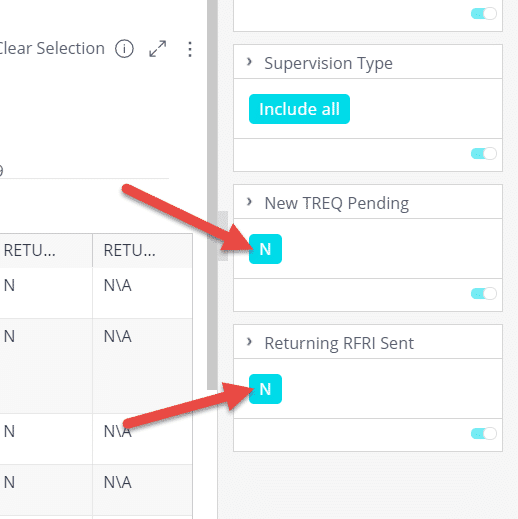 Clear Selection
RETU... RETU...
N N\A
N N\A
N N\A
N N\A
Supervision Type
Include all
New TREQ Pending
N
Returning RFRI Sent
N